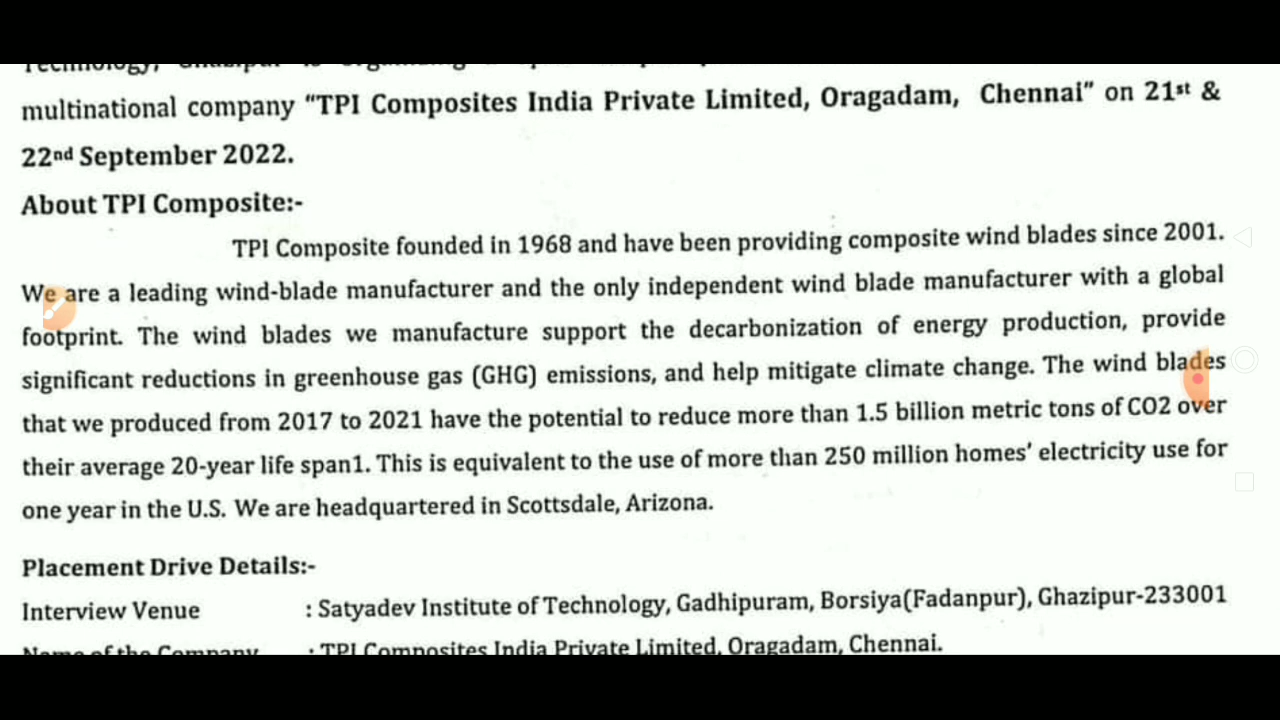 multinational company “TPI Composites India Private Limited, Oragadam, Chennai” on 21st &
22nd September 2022.
About TPI Composite:-
TPI Composite founded in 1968 and have been providing composite wind blades since 2001.
We are a leading wind-blade manufacturer and the only independent wind blade manufacturer with a global
footprint. The wind blades we manufacture support the decarbonization of energy production, provide
significant reductions in greenhouse gas (GHG) emissions, and help mitigate climate change. The wind blades
that we produced from 2017 to 2021 have the potential to reduce more than 1.5 billion metric tons of CO2 over
their average 20-year life span1. This is equivalent to the use of more than 250 million homes’ electricity use for
one year in the U.S. We are headquartered in Scottsdale, Arizona.
Placement Drive Details:-
Interview Venue : Satyadev Institute of Technology, Gadhipuram, Borsiya(Fadanpur), Ghazipur-233001
Name of the Company : TPI Composites India Private Limited, Oragadam, Chennai.